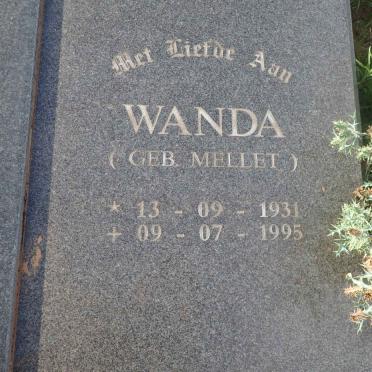 Met Liefde Aan
WANDA
( GEB. MELLET )
* 13 - 09 - 1931
+ 09 - 07 - 1995